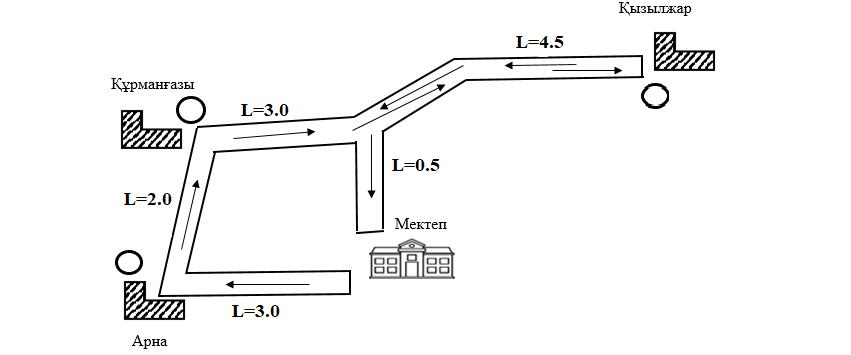 Қызылжар
L=4.5
Құрманғазы
L=3.0
L=0.5
L=2.0
Мектеп
L=3.0
Арна